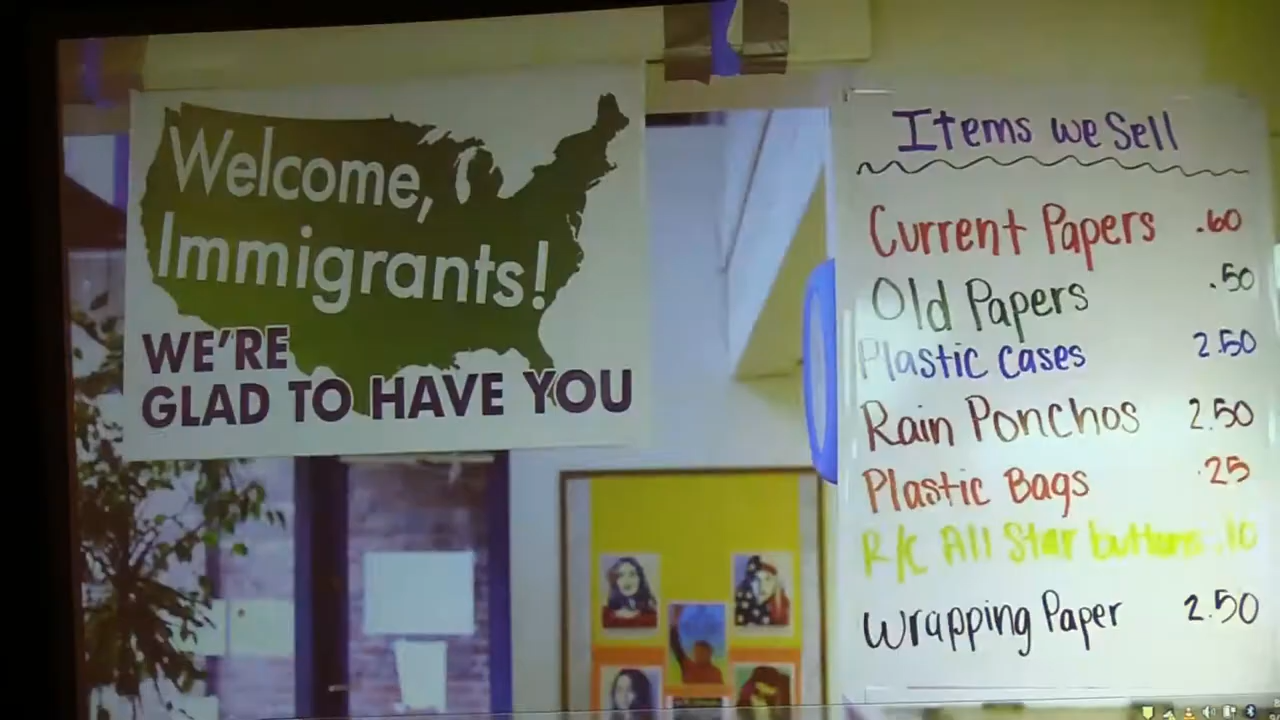 Welcome,
Immigrants!
WE'RE
GLAD TO HAVE YOU
Items we Sell
Current Papers .60
Old Papers .50
Plastic Cases 2.50
Rain Ponchos 2.50
Plastic Bags .25
R/C All Star buttons .10
Wrapping Paper 2.50